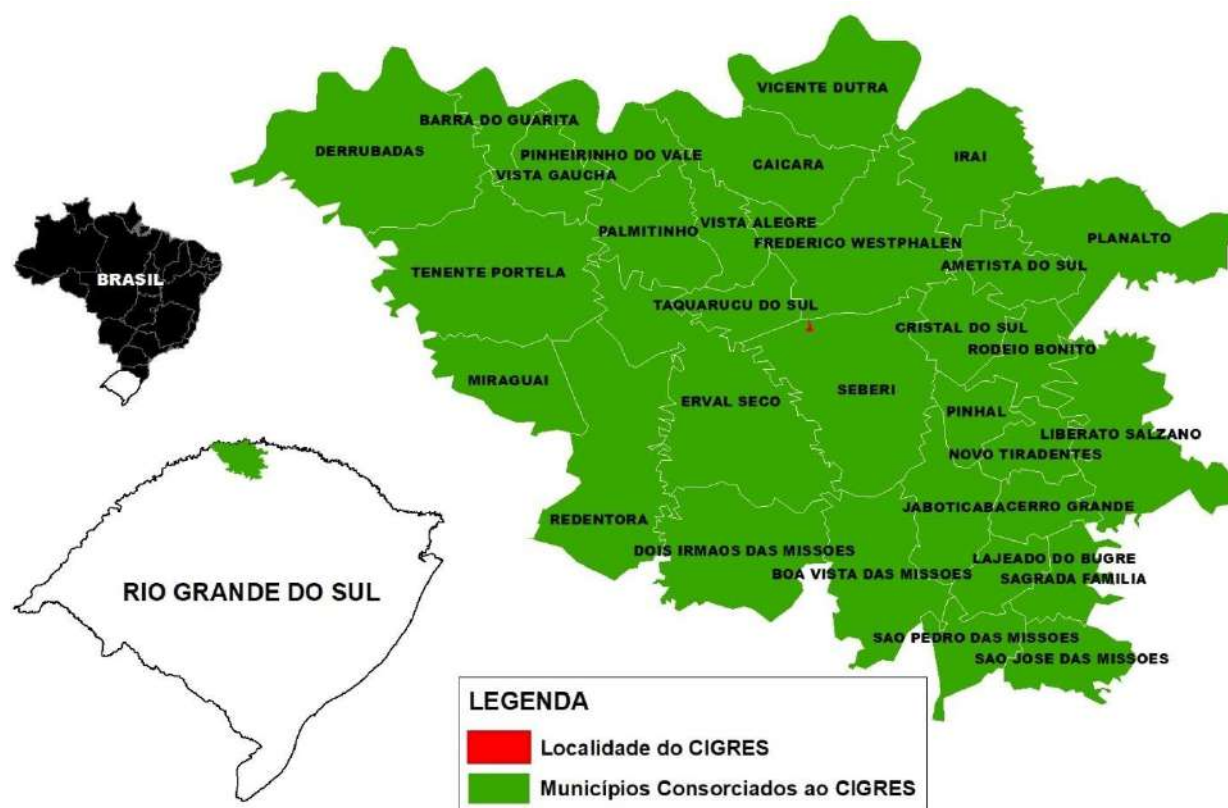 VICENTE DUTRA
BARRA DO GUARITA
DERRUBADAS
PINHEIRINHO DO VALE
IRAI
VISTA GAUCHA
CAICARA
PALMITINHO
VISTA ALEGRE
FREDERICO WESTPHALEN
PLANALTO
TENENTE PORTELA
AMETISTA DO SUL
BRASIL
TAQUARUCU DO SUL
CRISTAL DO SUL
RODEIO BONITO
MIRAGUAI
ERVAL SECO
SEBERI
PINHAL
LIBERATO SALZANO
NOVO TIRADENTES
JABOTICABA
CERRO GRANDE
REDENTORA
DOIS IRMAOS DAS MISSOES
LAJEADO DO BUGRE
BOA VISTA DAS MISSOES
SAGRADA FAMILIA
RIO GRANDE DO SUL
SAO PEDRO DAS MISSOES
SAO JOSE DAS MISSOES
LEGENDA
Localidade do CIGRES
Municípios Consorciados ao CIGRES